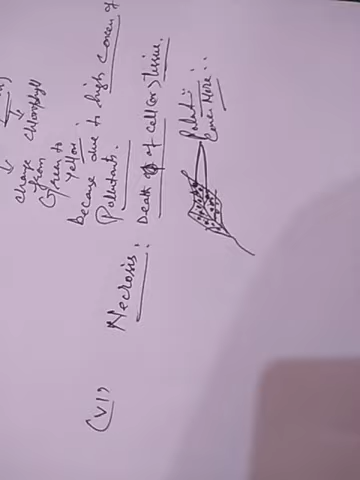 ↓ chlorophyll
change
from
Green to
yellow.
because due to high concen of
Pollutants.
(VI) Necrosis: Death of cell (or) tissue.
Pollut:
Conc. More: